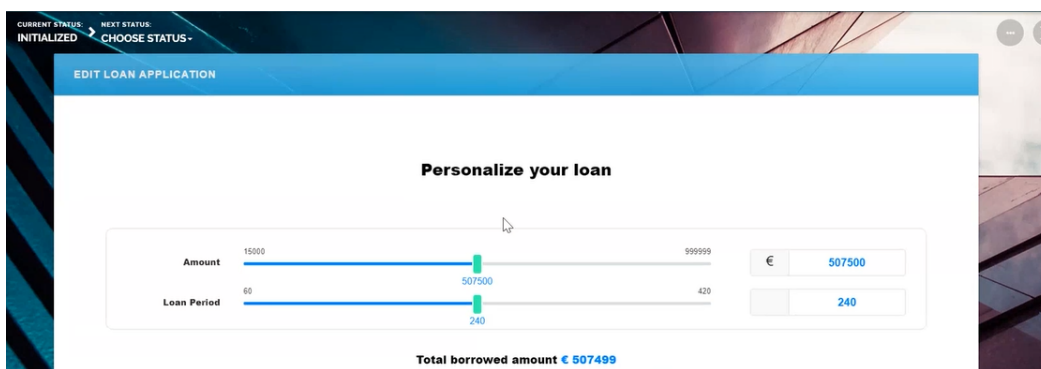 CURRENT STATUS:
INITIALIZED
NEXT STATUS:
CHOOSE STATUS
EDIT LOAN APPLICATION
Personalize your loan
Amount
15000
999999
507500
€ 507500
Loan Period
60
420
240
240
Total borrowed amount € 507499